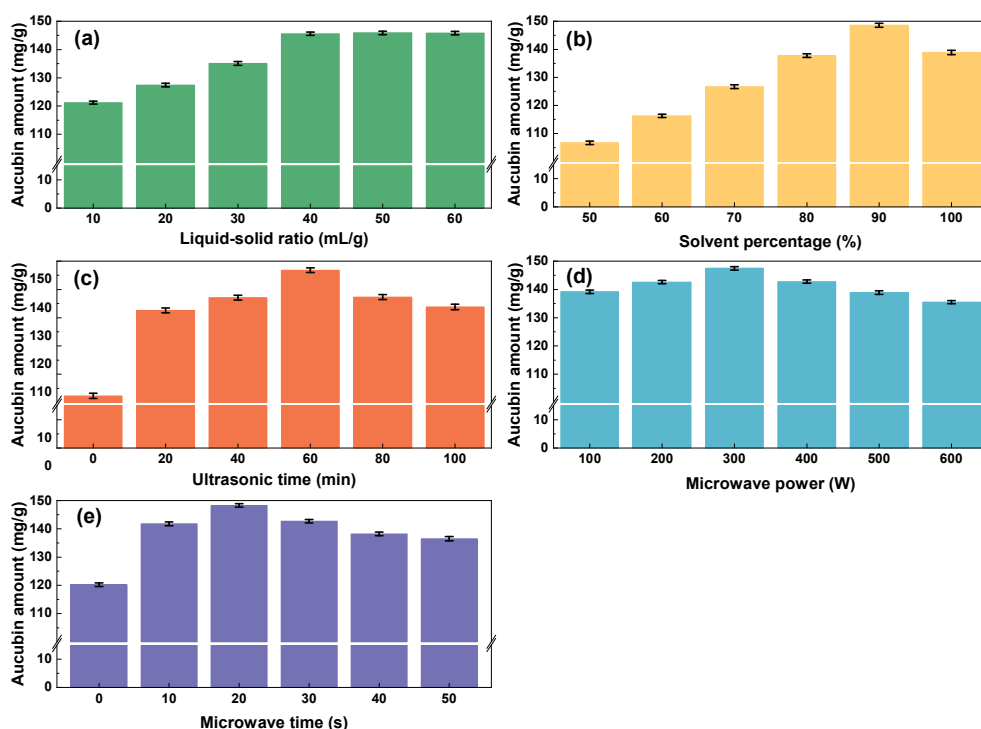 (a)
Aucubin amount (mg/g)
150
140
130
120
110
10
0
10 20 30 40 50 60
Liquid-solid ratio (mL/g)
(b)
Aucubin amount (mg/g)
150
140
130
120
110
10
0
50 60 70 80 90 100
Solvent percentage (%)
(c)
Aucubin amount (mg/g)
150
140
130
120
110
10
0
0 20 40 60 80 100
Ultrasonic time (min)
(d)
Aucubin amount (mg/g)
150
140
130
120
110
10
0
100 200 300 400 500 600
Microwave power (W)
(e)
Aucubin amount (mg/g)
150
140
130
120
110
10
0
0 10 20 30 40 50
Microwave time (s)